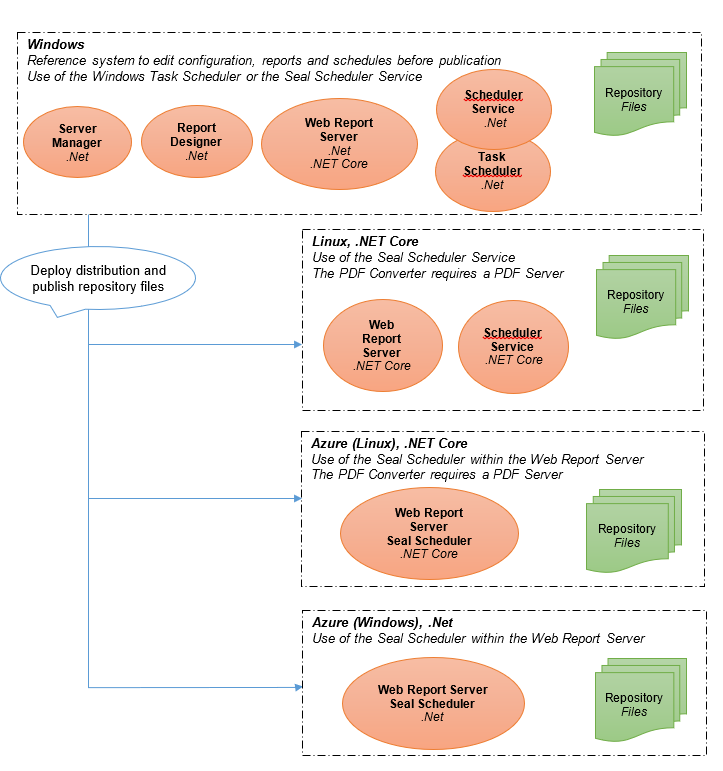 Windows
Reference system to edit configuration, reports and schedules before publication
Use of the Windows Task Scheduler or the Seal Scheduler Service
Server
Manager
.Net
Report
Designer
.Net
Web Report
Server
.Net
.NET Core
Scheduler
Service
.Net
Task
Scheduler
.Net
Repository
Files
Deploy distribution and
publish repository files
Linux, .NET Core
Use of the Seal Scheduler Service
The PDF Converter requires a PDF Server
Web
Report
Server
.NET Core
Scheduler
Service
.NET Core
Repository
Files
Azure (Linux), .NET Core
Use of the Seal Scheduler within the Web Report Server
The PDF Converter requires a PDF Server
Web Report
Server
Seal Scheduler
.NET Core
Repository
Files
Azure (Windows), .Net
Use of the Seal Scheduler within the Web Report Server
Web Report Server
Seal Scheduler
.Net
Repository
Files